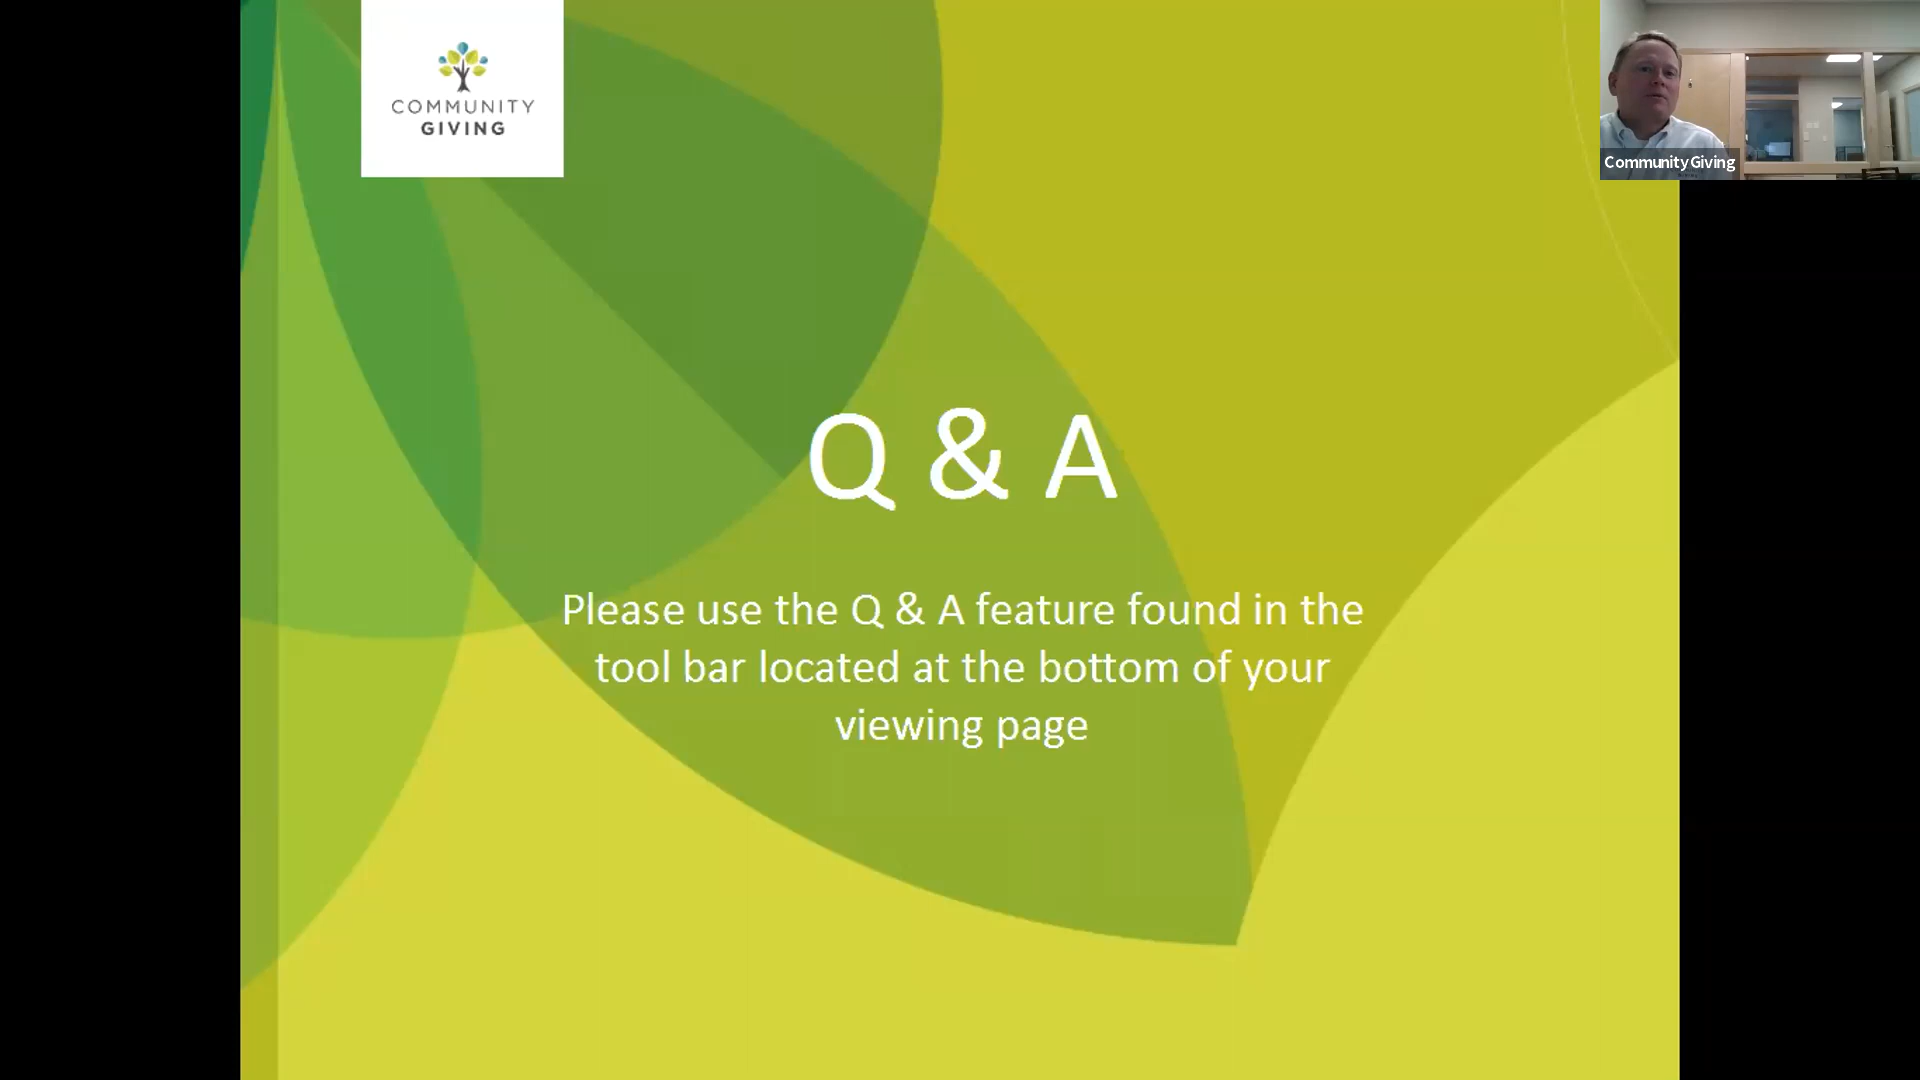 COMMUNITY
GIVING
Community Giving
Q & A
Please use the Q & A feature found in the
tool bar located at the bottom of your
viewing page